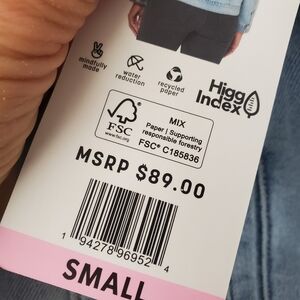 mindfully
made
water
reduction
recycled
paper
Higg
Index
FSC
www.fsc.org
MIX
Paper | Supporting
responsible forestry
FSC® C185836
MSRP $89.00
1 94278 96952 4
SMALL